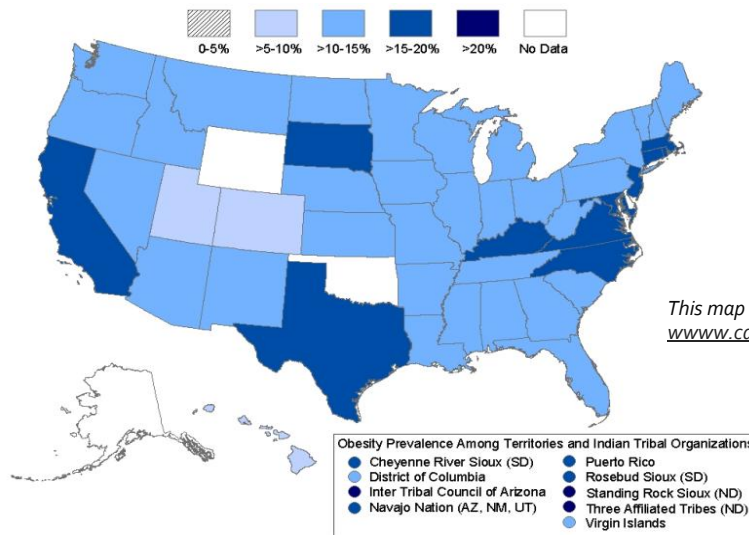 0-5% >5-10% >10-15% >15-20% >20% No Data
This map
wwww.c
Obesity Prevalence Among Territories and Indian Tribal Organizations
Cheyenne River Sioux (SD)
District of Columbia
Inter Tribal Council of Arizona
Navajo Nation (AZ, NM, UT)
Puerto Rico
Rosebud Sioux (SD)
Standing Rock Sioux (ND)
Three Affiliated Tribes (ND)
Virgin Islands